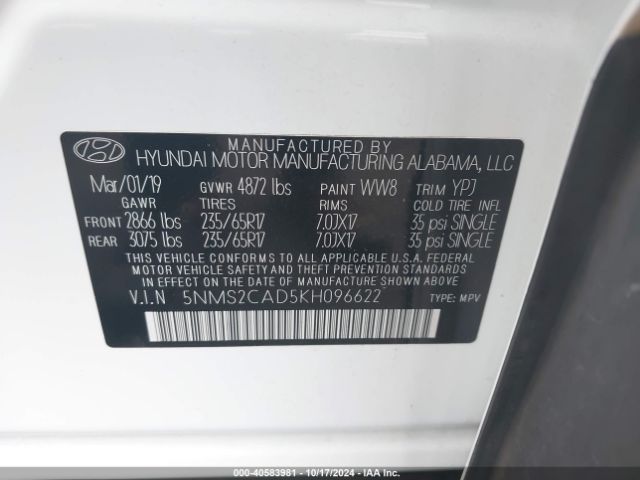 MANUFACTURED BY
HYUNDAI MOTOR MANUFACTURING ALABAMA, LLC
Mar/01/19 GVWR 4872 lbs PAINT WW8 TRIM YPJ
GAWR TIRES RIMS COLD TIRE INFL
FRONT 2866 lbs 235/65R17 7.0JX17 35 psi SINGLE
REAR 3075 lbs 235/65R17 7.0JX17 35 psi SINGLE
THIS VEHICLE CONFORMS TO ALL APPLICABLE U.S.A. FEDERAL
MOTOR VEHICLE SAFETY, BUMPER, AND THEFT PREVENTION
STANDARDS IN EFFECT ON THE DATE OF MANUFACTURE SHOWN ABOVE.
V.I.N 5NMS2CAD5KH096622 TYPE: MPV
000-40583981 - 10/17/2024 - IAA Inc.